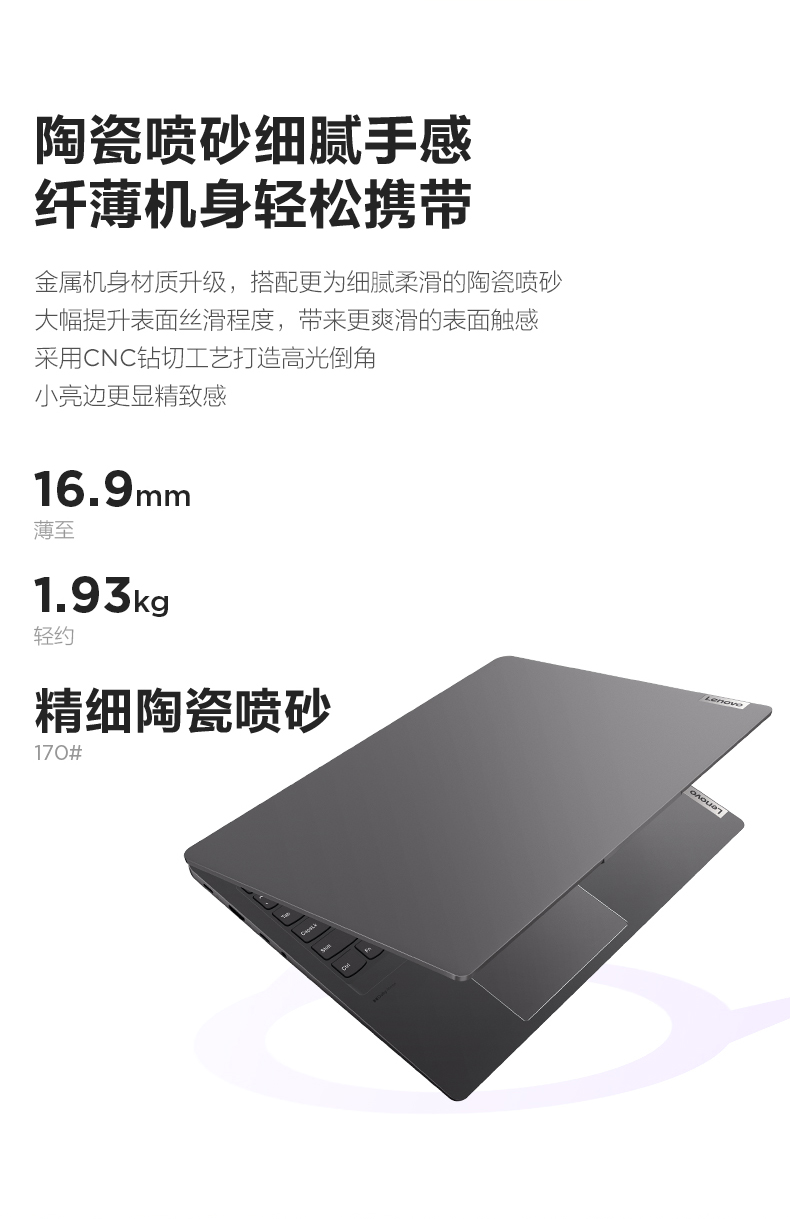 陶瓷喷砂细腻手感
纤薄机身轻松携带
金属机身材质升级，搭配更为细腻柔滑的陶瓷喷砂
大幅提升表面丝滑程度，带来更爽滑的表面触感
采用CNC钻切工艺打造高光倒角
小亮边更显精致感
16.9mm
薄至
1.93kg
轻约
精细陶瓷喷砂
170#
Lenovo
Lenovo
Tab
CapsLk
Shift
Fn
Ctrl